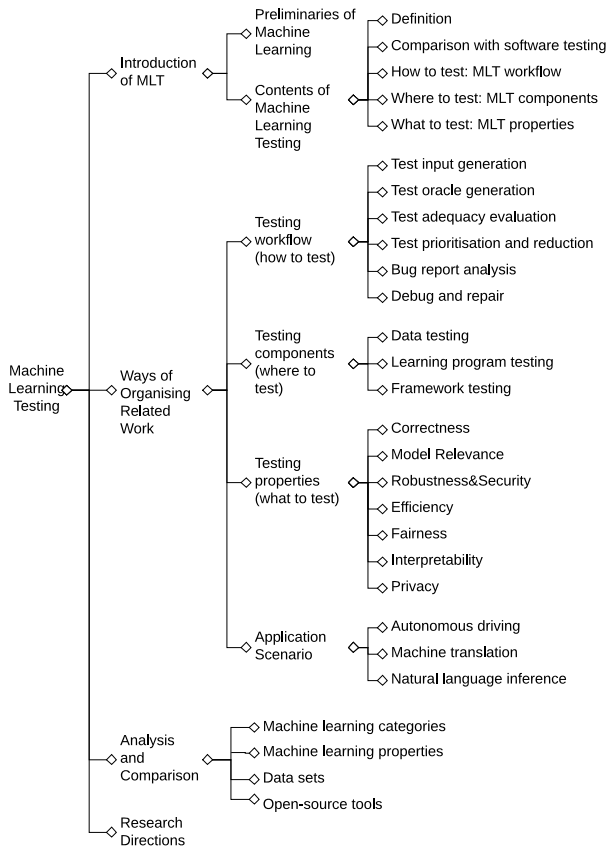 Machine
Learning
Testing
Introduction
of MLT
Preliminaries of
Machine
Learning
Contents of
Machine
Learning
Testing
Definition
Comparison with software testing
How to test: MLT workflow
Where to test: MLT components
What to test: MLT properties
Ways of
Organising
Related
Work
Testing
workflow
(how to test)
Test input generation
Test oracle generation
Test adequacy evaluation
Test prioritisation and reduction
Bug report analysis
Debug and repair
Testing
components
(where to
test)
Data testing
Learning program testing
Framework testing
Testing
properties
(what to test)
Correctness
Model Relevance
Robustness&Security
Efficiency
Fairness
Interpretability
Privacy
Application
Scenario
Autonomous driving
Machine translation
Natural language inference
Analysis
and
Comparison
Machine learning categories
Machine learning properties
Data sets
Open-source tools
Research
Directions